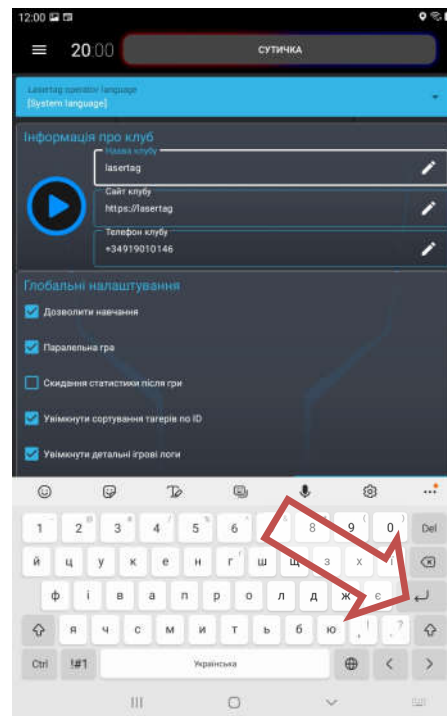 12:00
20:00 СУТИЧКА
Lasertag operator language
[System language]
Інформація про клуб
Назва клубу
lasertag
Сайт клубу
https://lasertag
Телефон клубу
+34919010146
Глобальні налаштування
Дозволити навчання
Паралельна гра
Скидання статистики після гри
Увімкнути сортування тагерів по ID
Увімкнути детальні ігрові логи
1 2 3 4 5 6 8 9 0 Del
й ц у к е н г ш щ з х
ф і в а п р о л д ж є
я ч с м и т ь б ю , ! . ?
Ctrl !#1 Українська